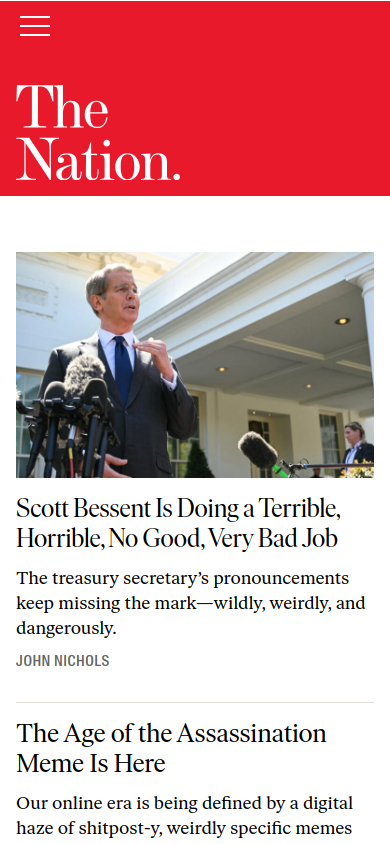 The
Nation.
Scott Bessent Is Doing a Terrible,
Horrible, No Good, Very Bad Job
The treasury secretary’s pronouncements
keep missing the mark—wildly, weirdly, and
dangerously.
JOHN NICHOLS
The Age of the Assassination
Meme Is Here
Our online era is being defined by a digital
haze of shitpost-y, weirdly specific memes